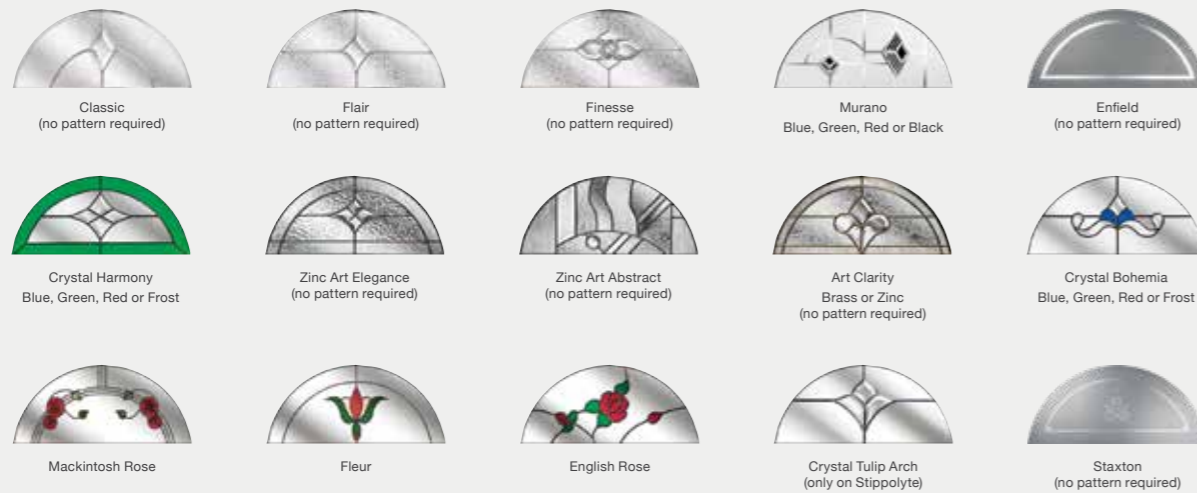 Classic
(no pattern required)
Flair
(no pattern required)
Finesse
(no pattern required)
Murano
Blue, Green, Red or Black
Enfield
(no pattern required)
Crystal Harmony
Blue, Green, Red or Frost
Zinc Art Elegance
(no pattern required)
Zinc Art Abstract
(no pattern required)
Art Clarity
Brass or Zinc
(no pattern required)
Crystal Bohemia
Blue, Green, Red or Frost
Mackintosh Rose
Fleur
English Rose
Crystal Tulip Arch
(only on Stippolyte)
Staxton
(no pattern required)